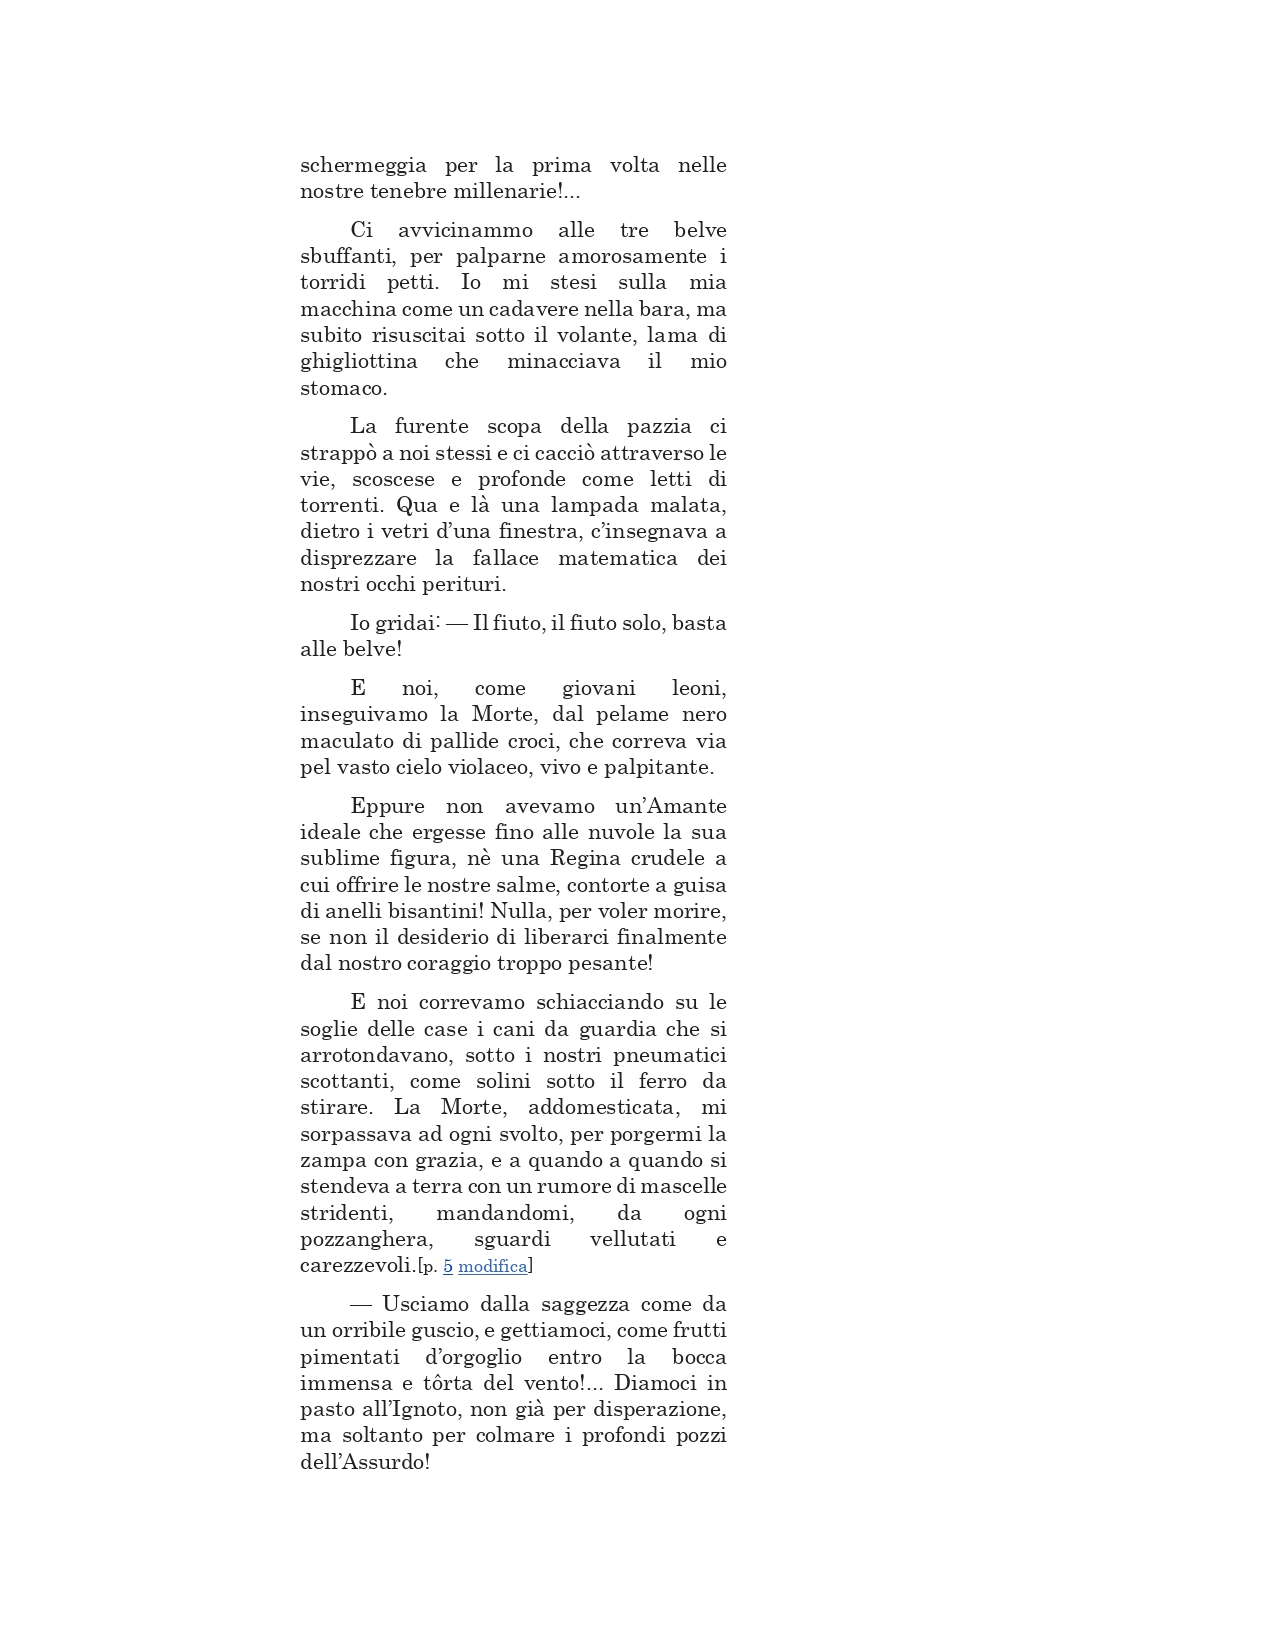 schermeggia per la prima volta nelle
nostre tenebre millenarie!...
Ci avvicinammo alle tre belve
sbuffanti, per palparne amorosamente i
torridi petti. Io mi stesi sulla mia
macchina come un cadavere nella bara, ma
subito risuscitai sotto il volante, lama di
ghigliottina che minacciava il mio
stomaco.
La furente scopa della pazzia ci
strappò a noi stessi e ci cacciò attraverso le
vie, scoscese e profonde come letti di
torrenti. Qua e là una lampada malata,
dietro i vetri d’una finestra, c’insegnava a
disprezzare la fallace matematica dei
nostri occhi perituri.
Io gridai: — Il fiuto, il fiuto solo, basta
alle belve!
E noi, come giovani leoni,
inseguivamo la Morte, dal pelame nero
maculato di pallide croci, che correva via
pel vasto cielo violaceo, vivo e palpitante.
Eppure non avevamo un’Amante
ideale che ergesse fino alle nuvole la sua
sublime figura, nè una Regina crudele a
cui offrire le nostre salme, contorte a guisa
di anelli bisantini! Nulla, per voler morire,
se non il desiderio di liberarci finalmente
dal nostro coraggio troppo pesante!
E noi correvamo schiacciando su le
soglie delle case i cani da guardia che si
arrotondavano, sotto i nostri pneumatici
scottanti, come solini sotto il ferro da
stirare. La Morte, addomesticata, mi
sorpassava ad ogni svolto, per porgermi la
zampa con grazia, e a quando a quando si
stendeva a terra con un rumore di mascelle
stridenti, mandandomi, da ogni
pozzanghera, sguardi vellutati e
carezzevoli.[p. 5 modifica]
— Usciamo dalla saggezza come da
un orribile guscio, e gettiamoci, come frutti
pimentati d’orgoglio entro la bocca
immensa e tôrta del vento!... Diamoci in
pasto all’Ignoto, non già per disperazione,
ma soltanto per colmare i profondi pozzi
dell’Assurdo!